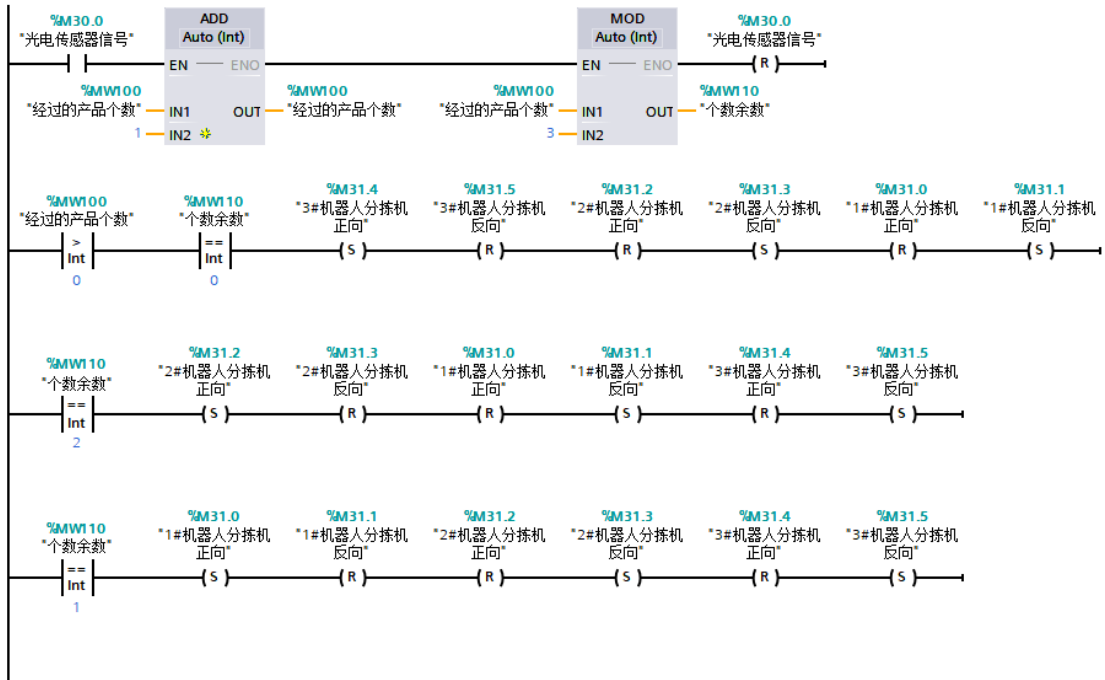 %M30.0
"光电传感器信号"
ADD
Auto (Int)
EN
ENO
%MW100
"经过的产品个数"
IN1
1
IN2
OUT
%MW100
"经过的产品个数"
MOD
Auto (Int)
EN
ENO
%MW100
"经过的产品个数"
IN1
3
IN2
OUT
%MW110
"个数余数"
%M30.0
"光电传感器信号"
R
%MW100
"经过的产品个数"
>
Int
0
%MW110
"个数余数"
==
Int
0
%M31.4
"3#机器人分拣机
正向"
S
%M31.5
"3#机器人分拣机
反向"
R
%M31.2
"2#机器人分拣机
正向"
R
%M31.3
"2#机器人分拣机
反向"
S
%M31.0
"1#机器人分拣机
正向"
R
%M31.1
"1#机器人分拣机
反向"
S
%MW110
"个数余数"
==
Int
2
%M31.2
"2#机器人分拣机
正向"
S
%M31.3
"2#机器人分拣机
反向"
R
%M31.0
"1#机器人分拣机
正向"
R
%M31.1
"1#机器人分拣机
反向"
S
%M31.4
"3#机器人分拣机
正向"
R
%M31.5
"3#机器人分拣机
反向"
S
%MW110
"个数余数"
==
Int
1
%M31.0
"1#机器人分拣机
正向"
S
%M31.1
"1#机器人分拣机
反向"
R
%M31.2
"2#机器人分拣机
正向"
R
%M31.3
"2#机器人分拣机
反向"
S
%M31.4
"3#机器人分拣机
正向"
R
%M31.5
"3#机器人分拣机
反向"
S